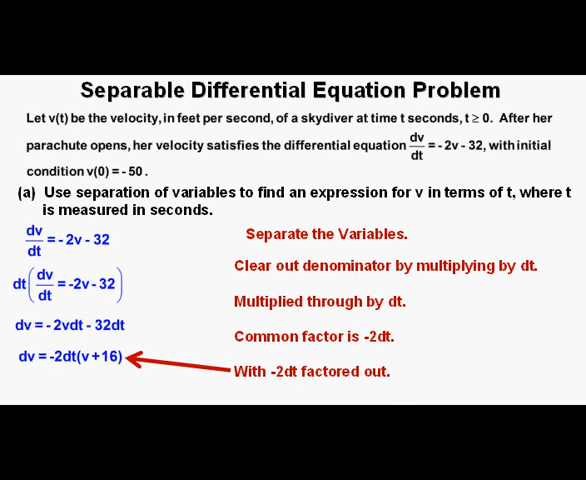 Separable Differential Equation Problem
Let v(t) be the velocity, in feet per second, of a skydiver at time t seconds, t ≥ 0. After her
parachute opens, her velocity satisfies the differential equation dv/dt = - 2v - 32, with initial
condition v(0) = - 50 .
(a) Use separation of variables to find an expression for v in terms of t, where t
is measured in seconds.
dv/dt = - 2v - 32
Separate the Variables.
Clear out denominator by multiplying by dt.
dt(dv/dt = -2v - 32)
Multiplied through by dt.
dv = - 2vdt - 32dt
Common factor is -2dt.
dv = -2dt(v + 16)
With -2dt factored out.